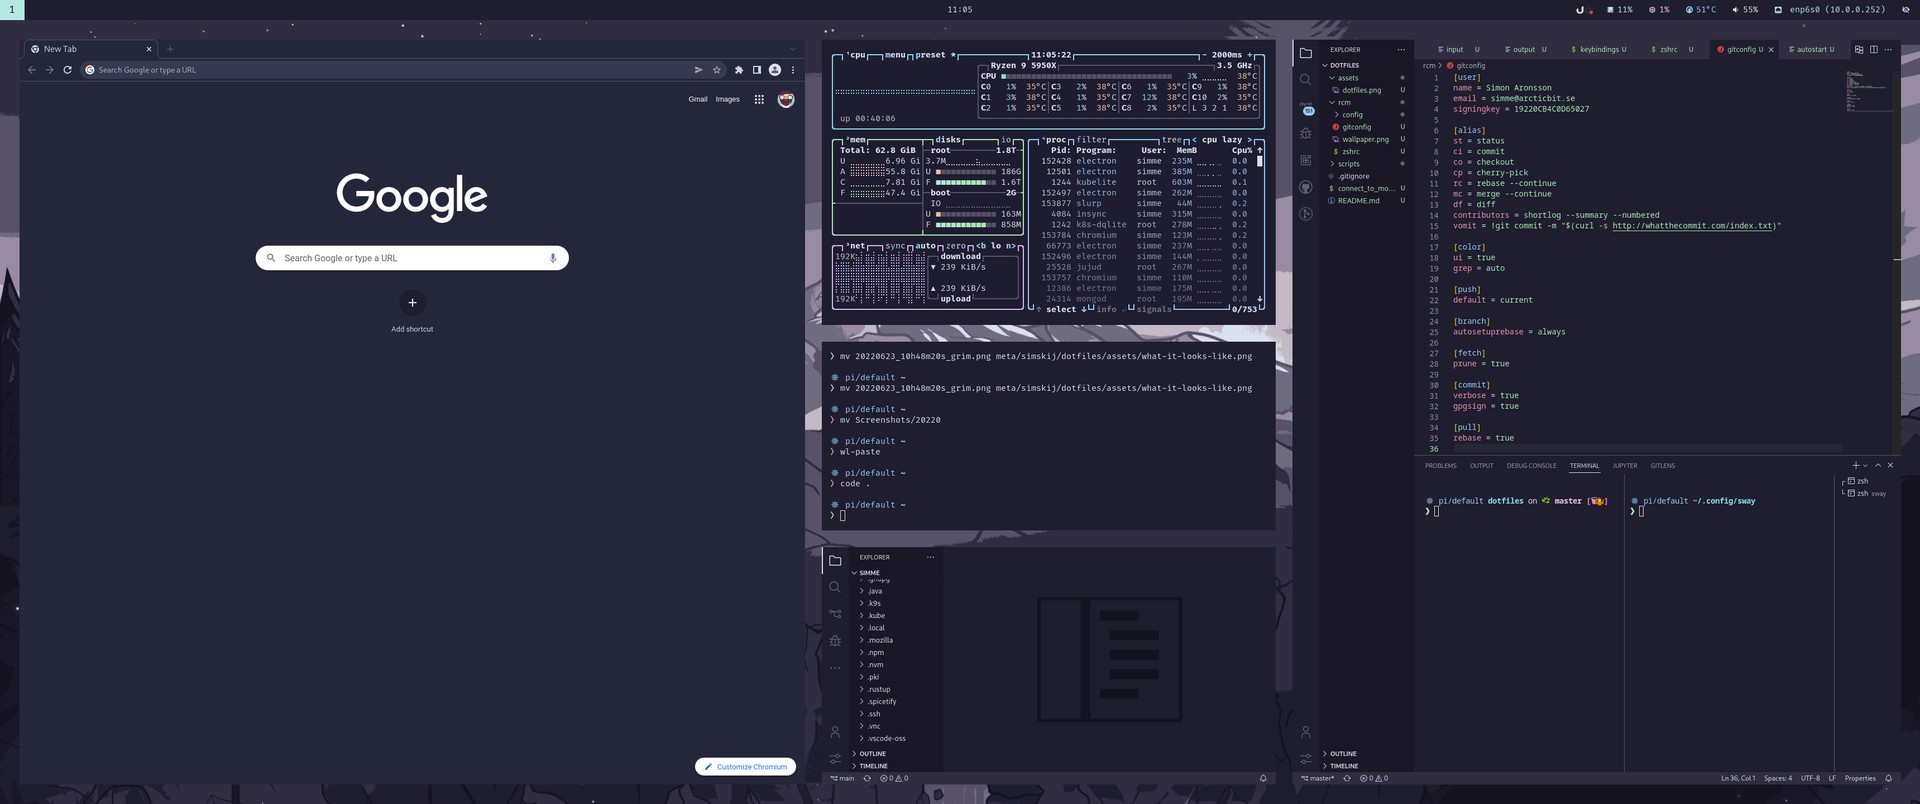 1
11:05
11%
1%
51°C
55%
enp6s0 (10.0.0.252)
New Tab
Search Google or type a URL
Gmail Images
Google
Search Google or type a URL
Add shortcut
Customize Chromium
¹cpu menu preset * 11:05:22 - 2000ms +
Ryzen 9 5950X 3.5 GHz
CPU 3% 38°C
C0 1% 35°C C3 2% 38°C C6 1% 35°C C9 1% 38°C
C1 3% 38°C C4 1% 35°C C7 12% 38°C C10 2% 38°C
C2 1% 35°C C5 1% 38°C C8 2% 35°C L 3 2 1 38°C
up 00:40:06
²mem disks io
Total: 62.8 GiB root 1.8T
U 6.96 Gi 3.7M
A 55.8 Gi U 186G
C 7.81 Gi F 1.6T
F 47.4 Gi boot 2G
IO
U 163M
F 858M
³net sync auto zero <b lo n>
192K download
▼ 239 KiB/s
▲ 239 KiB/s
192K upload
⁴proc filter tree < cpu lazy >
Pid: Program: User: MemB Cpu% ↑
152428 electron simme 235M 0.0
12501 electron simme 385M 0.0
1244 kubelite root 603M 0.1
152497 electron simme 262M 0.0
153877 slurp simme 44M 0.2
4084 insync simme 315M 0.0
1242 k8s-dqlite root 278M 0.2
153784 chromium simme 123M 0.2
66773 electron simme 237M 0.0
152496 electron simme 144M 0.0
25528 jujud root 267M 0.0
153757 chromium simme 110M 0.0
12386 electron simme 175M 0.0
24314 mongod root 195M 0.0 ↓
↑ select ↓ info signals 0/753
❯ mv 20220623_10h48m20s_grim.png meta/simskij/dotfiles/assets/what-it-looks-like.png
pi/default ~
❯ mv 20220623_10h48m20s_grim.png meta/simskij/dotfiles/assets/what-it-looks-like.png
pi/default ~
❯ mv Screenshots/20220
pi/default ~
❯ wl-paste
pi/default ~
❯ code .
pi/default ~
❯
EXPLORER ...
SIMME
.gnupg
.java
.k9s
.kube
.local
.mozilla
.npm
.nvm
.pki
.rustup
.spicetify
.ssh
.vnc
.vscode-oss
OUTLINE
TIMELINE
main 0 0
EXPLORER ...
DOTFILES
assets
dotfiles.png U
rcm
config
gitconfig U
wallpaper.png U
zshrc U
scripts
.gitignore
connect_to_mo... U
README.md U
151
OUTLINE
TIMELINE
input U output U keybindings U zshrc U gitconfig U autostart U
rcm > gitconfig
1 [user]
2 name = Simon Aronsson
3 email = simme@arcticbit.se
4 signingkey = 19220CB4C0D65027
5
6 [alias]
7 st = status
8 ci = commit
9 co = checkout
10 cp = cherry-pick
11 rc = rebase --continue
12 mc = merge --continue
13 df = diff
14 contributors = shortlog --summary --numbered
15 vomit = !git commit -m "$(curl -s http://whatthecommit.com/index.txt)"
16
17 [color]
18 ui = true
19 grep = auto
20
21 [push]
22 default = current
23
24 [branch]
25 autosetuprebase = always
26
27 [fetch]
28 prune = true
29
30 [commit]
31 verbose = true
32 gpgsign = true
33
34 [pull]
35 rebase = true
36
PROBLEMS OUTPUT DEBUG CONSOLE TERMINAL JUPYTER GITLENS
pi/default dotfiles on master []
❯
pi/default ~/.config/sway
❯
zsh
zsh sway
master* 0 0
Ln 36, Col 1 Spaces: 4 UTF-8 LF Properties